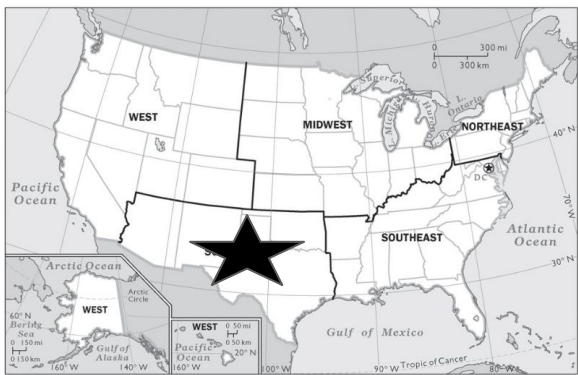 0 300 mi
0 300 km
L. Superior
L. Michigan
L. Huron
L. Ontario
L. Erie
WEST
MIDWEST
NORTHEAST
40° N
70° W
DC
Pacific
Ocean
SOUTHEAST
Atlantic
Ocean
30° N
Arctic Ocean
Arctic
Circle
WEST
60° N
Bering
Sea
0 150 mi
0 150 km
Gulf of
Alaska
160° W
140° W
WEST
0 50 mi
0 50 km
Pacific
Ocean
20° N
160° W
Gulf of Mexico
Tropic of Cancer
100° W
90° W
80° W